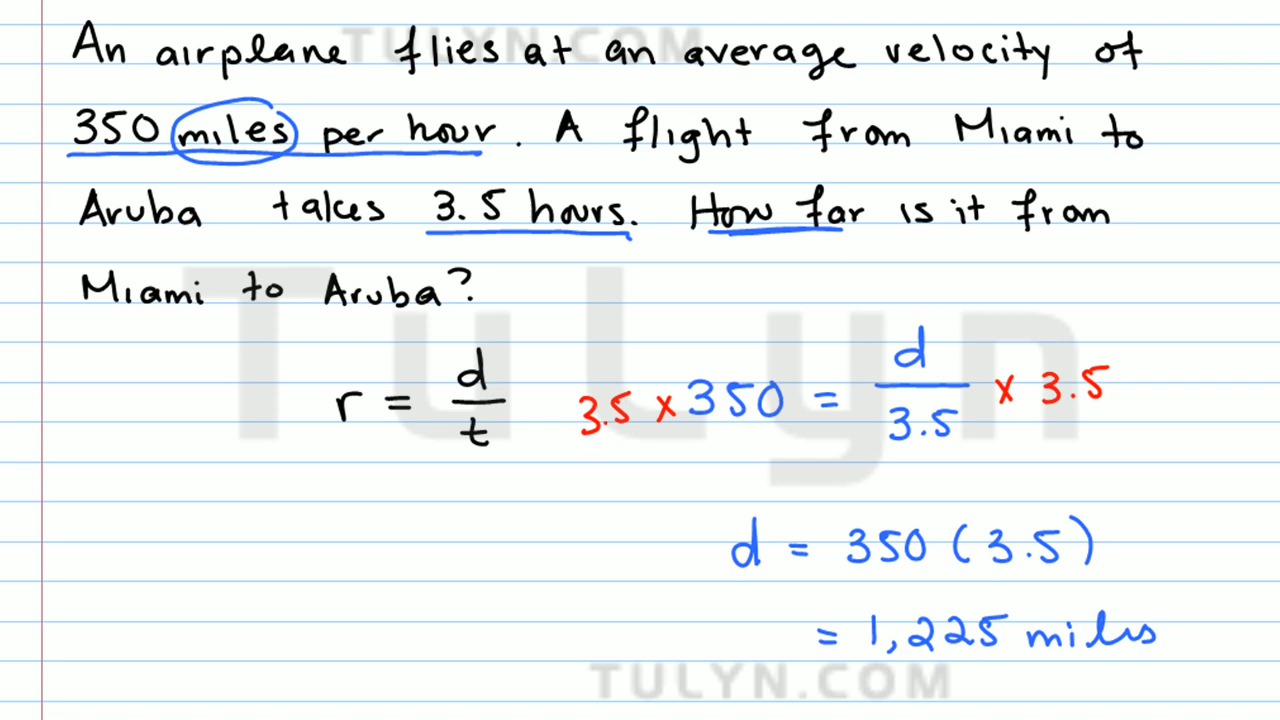 TULYN.COM
An airplane flies at an average velocity of
350 miles per hour. A flight from Miami to
Aruba takes 3.5 hours. How far is it from
Miami to Aruba?
TuLyn
r = d/t 3.5 x 350 = d/3.5 x 3.5
d = 350 (3.5)
= 1,225 miles
TULYN.COM